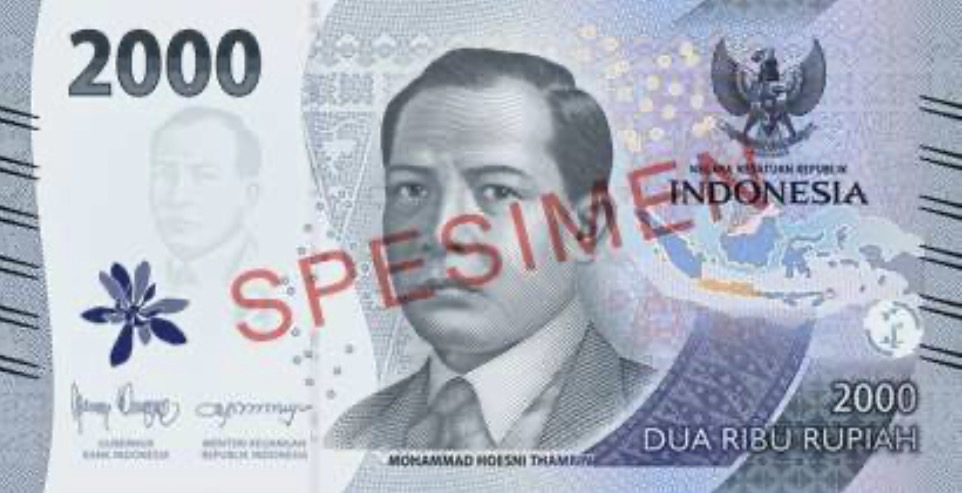 2000
SPESIMEN
NEGARA KESATUAN REPUBLIK
INDONESIA
GUBERNUR
BANK INDONESIA
MENTERI KEUANGAN
REPUBLIK INDONESIA
MOHAMMAD HOESNI THAMRIN
2000
DUA RIBU RUPIAH